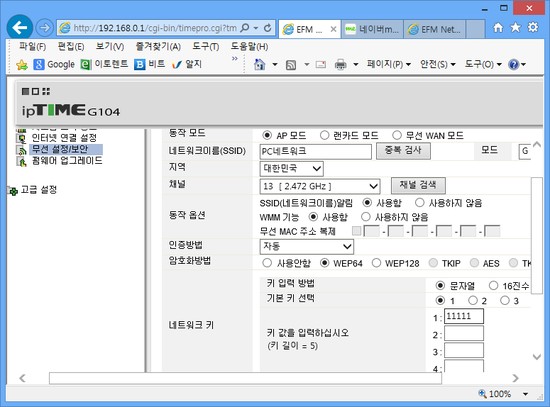 http://192.168.0.1/cgi-bin/timepro.cgi?tm
EFM ...
네이버m...
EFM Net...
파일(F) 편집(E) 보기(V) 즐겨찾기(A) 도구(T) 도움말(H)
Google 이토렌트 비트 알지
페이지(P) 안전(S) 도구(O)
ipTIME G104
인터넷 연결 설정
무선 설정/보안
펌웨어 업그레이드
고급 설정
동작 모드 AP 모드 랜카드 모드 무선 WAN 모드
네트워크이름(SSID) PC네트워크 중복 검사 모드 G
지역 대한민국
채널 13 [ 2.472 GHz ] 채널 검색
동작 옵션
SSID(네트워크이름)알림 사용함 사용하지 않음
WMM 기능 사용함 사용하지 않음
무선 MAC 주소 복제 - - - - -
인증방법 자동
암호화방법 사용안함 WEP64 WEP128 TKIP AES TK
네트워크 키
키 입력 방법 문자열 16진수
기본 키 선택 1 2 3
키 값을 입력하십시오
(키 길이 = 5)
1 : 11111
2 :
3 :
4 :
100%